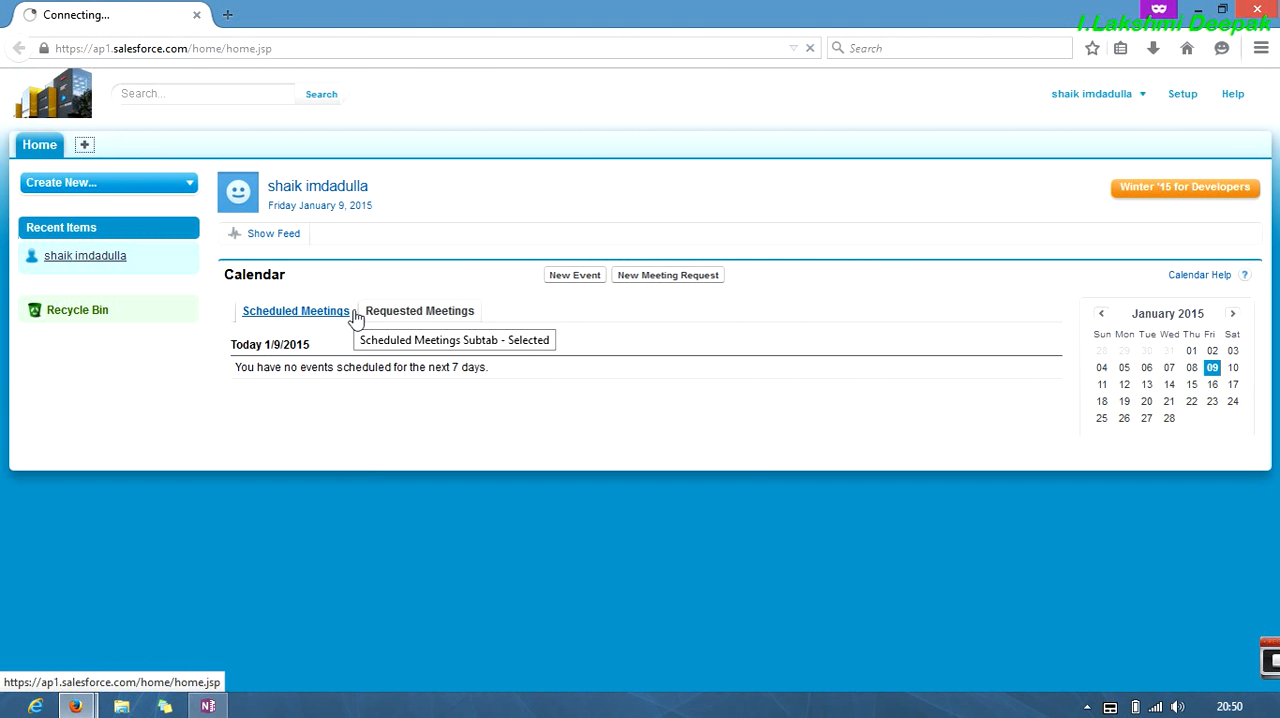 Connecting...
I.Lakshmi Deepak
https://ap1.salesforce.com/home/home.jsp
Search
Search...
Search
shaik imdadulla
Setup
Help
Home
Create New...
shaik imdadulla
Friday January 9, 2015
Winter '15 for Developers
Recent Items
shaik imdadulla
Show Feed
Recycle Bin
Calendar
New Event
New Meeting Request
Calendar Help ?
Scheduled Meetings
Requested Meetings
Scheduled Meetings Subtab - Selected
Today 1/9/2015
You have no events scheduled for the next 7 days.
January 2015
Sun Mon Tue Wed Thu Fri Sat
28 29 30 31 01 02 03
04 05 06 07 08 09 10
11 12 13 14 15 16 17
18 19 20 21 22 23 24
25 26 27 28
https://ap1.salesforce.com/home/home.jsp
20:50